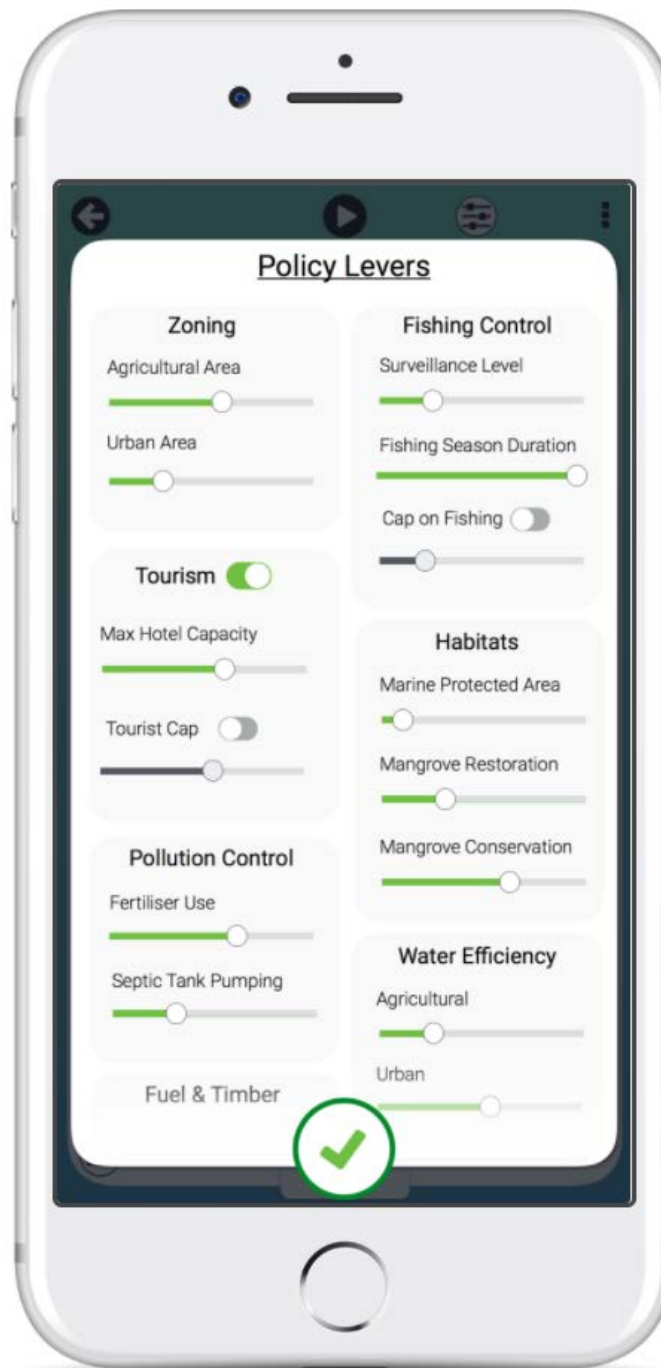 Policy Levers
Zoning
Agricultural Area
Urban Area
Tourism
Max Hotel Capacity
Tourist Cap
Pollution Control
Fertiliser Use
Septic Tank Pumping
Fuel & Timber
Fishing Control
Surveillance Level
Fishing Season Duration
Cap on Fishing
Habitats
Marine Protected Area
Mangrove Restoration
Mangrove Conservation
Water Efficiency
Agricultural
Urban